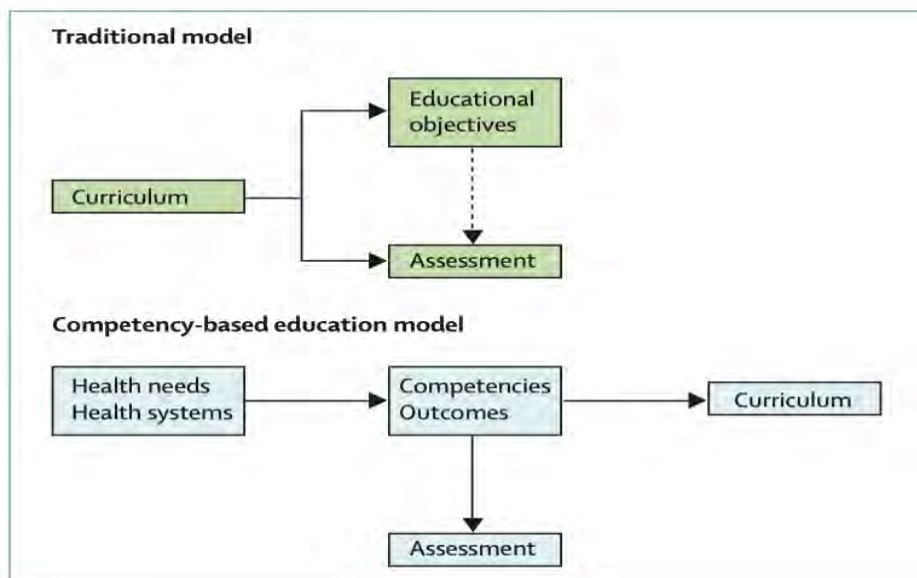 Traditional model
Educational
objectives
Curriculum
Assessment
Competency-based education model
Health needs
Health systems
Competencies
Outcomes
Curriculum
Assessment